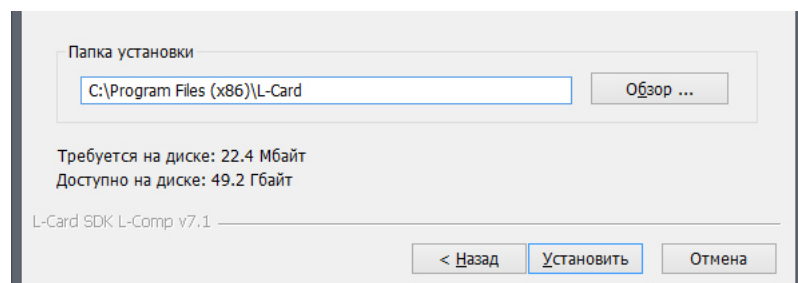 Папка установки
C:\Program Files (x86)\L-Card
Обзор ...
Требуется на диске: 22.4 Мбайт
Доступно на диске: 49.2 Гбайт
L-Card SDK L-Comp v7.1
< Назад Установить Отмена